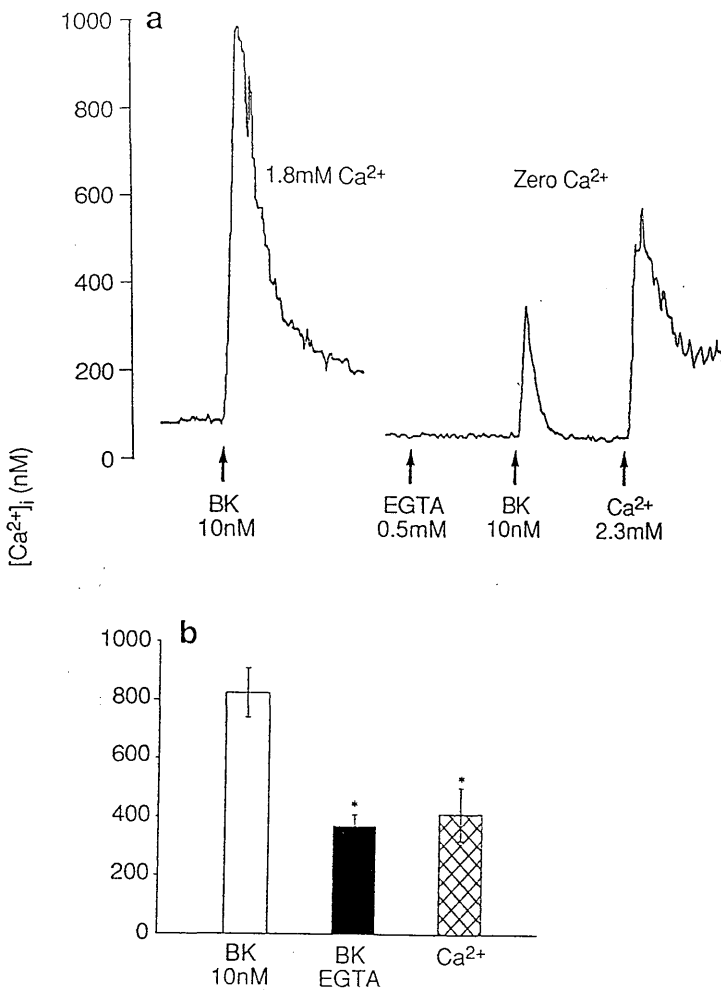 a
1000
800
600
400
200
0
1.8mM Ca²⁺
Zero Ca²⁺
BK
10nM
EGTA
0.5mM
BK
10nM
Ca²⁺
2.3mM
[Ca²⁺]ᵢ (nM)
b
1000
800
600
400
200
0
*
*
BK
10nM
BK
EGTA
Ca²⁺